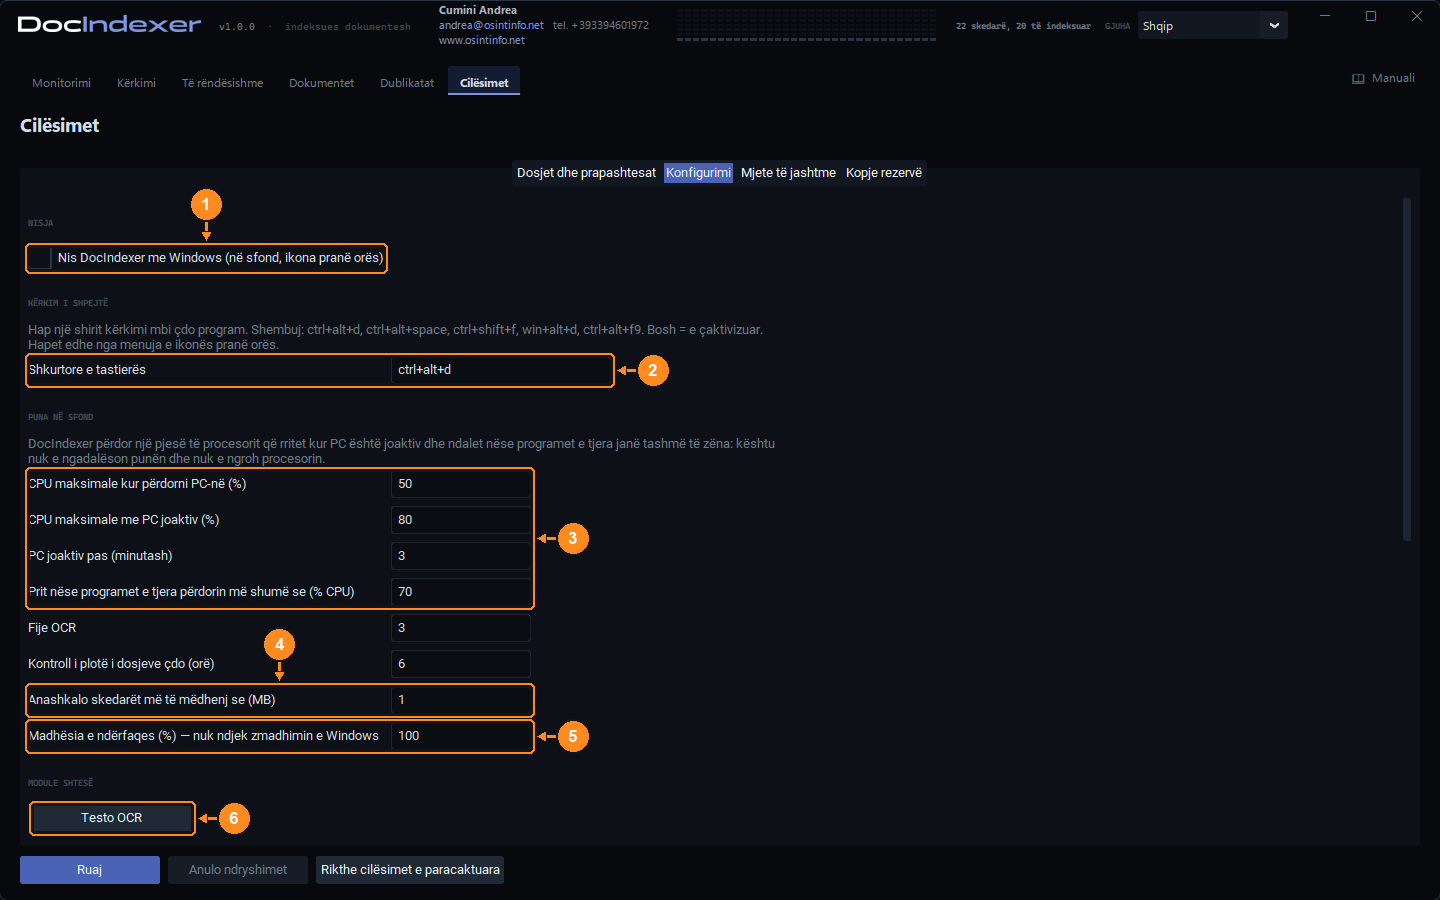 DocIndexer v1.0.0 · indeksues dokumentesh
Cumini Andrea
andrea@osintinfo.net tel. +393394601972
www.osintinfo.net
22 skedarë, 20 të indeksuar GJUHA Shqip
Monitorimi Kërkimi Të rëndësishme Dokumentet Dublikatat Cilësimet Manuali
Cilësimet
Dosjet dhe prapashtesat Konfigurimi Mjete të jashtme Kopje rezervë
1
NISJA
Nis DocIndexer me Windows (në sfond, ikona pranë orës)
KËRKIM I SHPEJTË
Hap një shirit kërkimi mbi çdo program. Shembuj: ctrl+alt+d, ctrl+alt+space, ctrl+shift+f, win+alt+d, ctrl+alt+f9. Bosh = e çaktivizuar.
Hapet edhe nga menuja e ikonës pranë orës.
Shkurtore e tastierës ctrl+alt+d 2
PUNA NË SFOND
DocIndexer përdor një pjesë të procesorit që rritet kur PC është joaktiv dhe ndalet nëse programet e tjera janë tashmë të zëna: kështu
nuk e ngadalëson punën dhe nuk e ngroh procesorin.
CPU maksimale kur përdorni PC-në (%) 50
CPU maksimale me PC joaktiv (%) 80
3
PC joaktiv pas (minutash) 3
Prit nëse programet e tjera përdorin më shumë se (% CPU) 70
Fije OCR 3
4
Kontroll i plotë i dosjeve çdo (orë) 6
Anashkalo skedarët më të mëdhenj se (MB) 1
Madhësia e ndërfaqes (%) — nuk ndjek zmadhimin e Windows 100 5
MODULE SHTESË
Testo OCR 6
Ruaj Anulo ndryshimet Rikthe cilësimet e paracaktuara